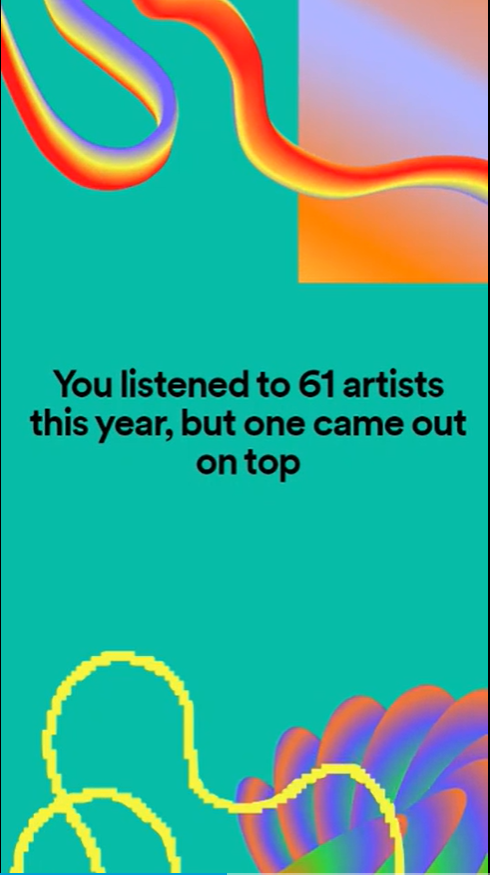 You listened to 61 artists
this year, but one came out
on top